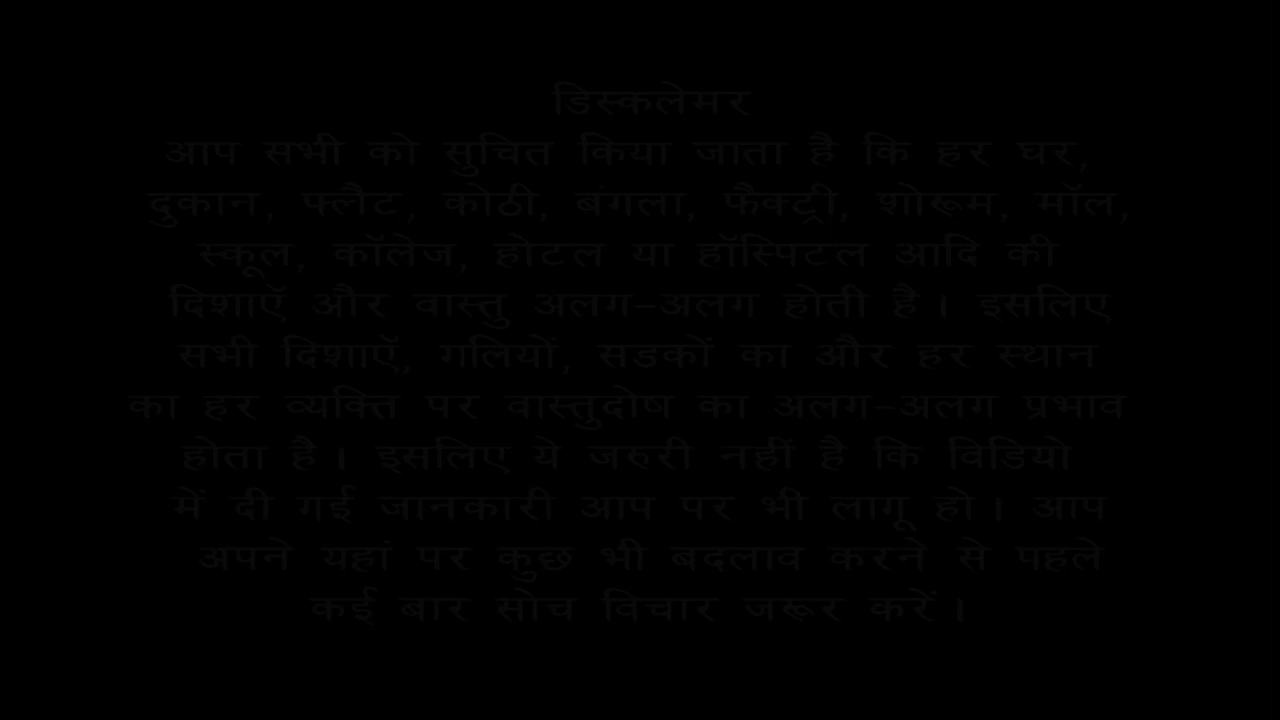 डिस्कलेमर
आप सभी को सुचित किया जाता है कि हर घर,
दुकान, फ्लैट, कोठी, बंगला, फैक्ट्री, शोरूम, मॉल,
स्कूल, कॉलेज, होटल या हॉस्पिटल आदि की
दिशाएँ और वास्तु अलग-अलग होती है। इसलिए
सभी दिशाएँ, गलियों, सडकों का और हर स्थान
का हर व्यक्ति पर वास्तुदोष का अलग-अलग प्रभाव
होता है। इसलिए ये जरुरी नहीं है कि विडियो
में दी गई जानकारी आप पर भी लागू हो। आप
अपने यहां पर कुछ भी बदलाव करने से पहले
कई बार सोच विचार जरूर करें।